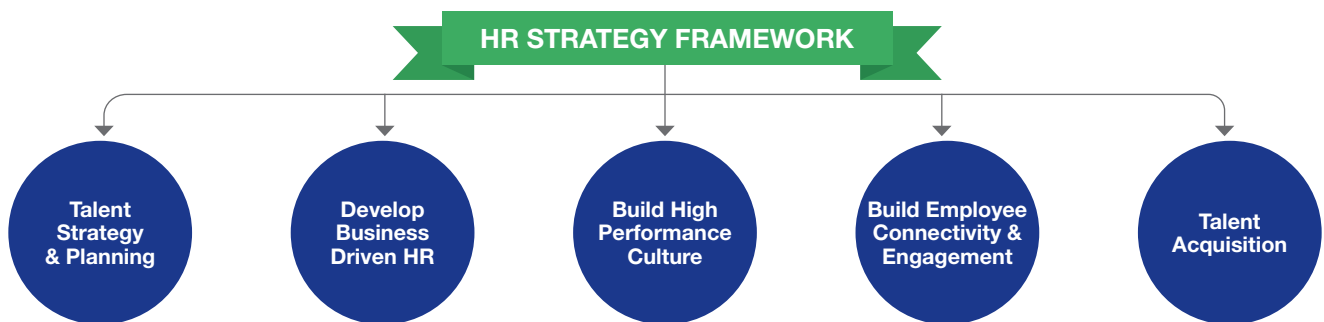 HR STRATEGY FRAMEWORK
Talent
Strategy
& Planning
Develop
Business
Driven HR
Build High
Performance
Culture
Build Employee
Connectivity &
Engagement
Talent
Acquisition